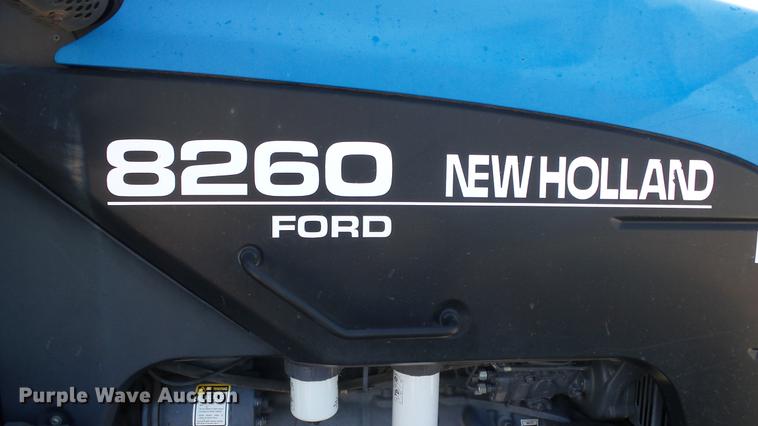 8260 NEW HOLLAND
FORD
Purple Wave Auction